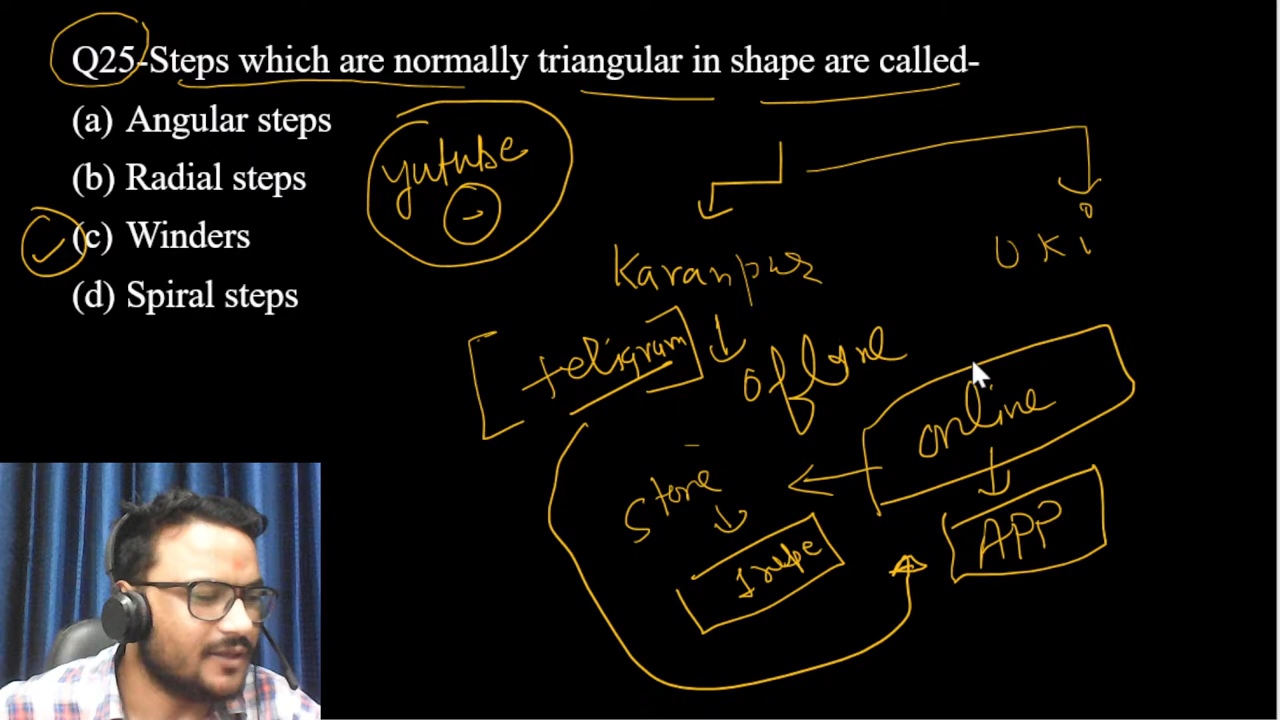 Q25-Steps which are normally triangular in shape are called-
(a) Angular steps
(b) Radial steps
(c) Winders
(d) Spiral steps
yutube
Karanpur
teligram
offline
online
Store
APP